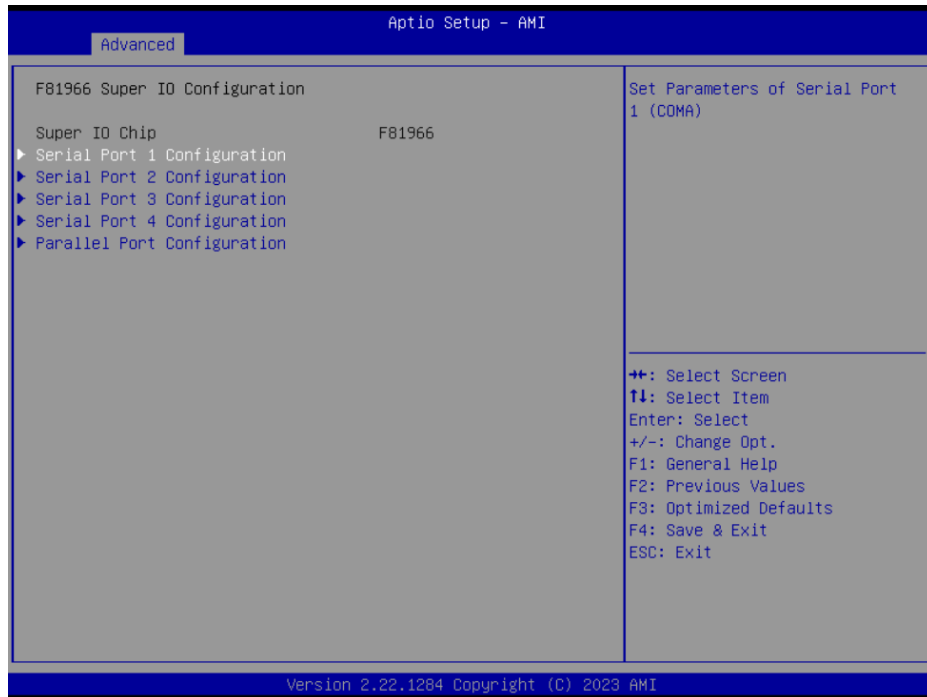 Aptio Setup – AMI
Advanced
F81966 Super IO Configuration
Super IO Chip F81966
▶ Serial Port 1 Configuration
▶ Serial Port 2 Configuration
▶ Serial Port 3 Configuration
▶ Serial Port 4 Configuration
▶ Parallel Port Configuration
Set Parameters of Serial Port
1 (COMA)
→←: Select Screen
↑↓: Select Item
Enter: Select
+/-: Change Opt.
F1: General Help
F2: Previous Values
F3: Optimized Defaults
F4: Save & Exit
ESC: Exit
Version 2.22.1284 Copyright (C) 2023 AMI